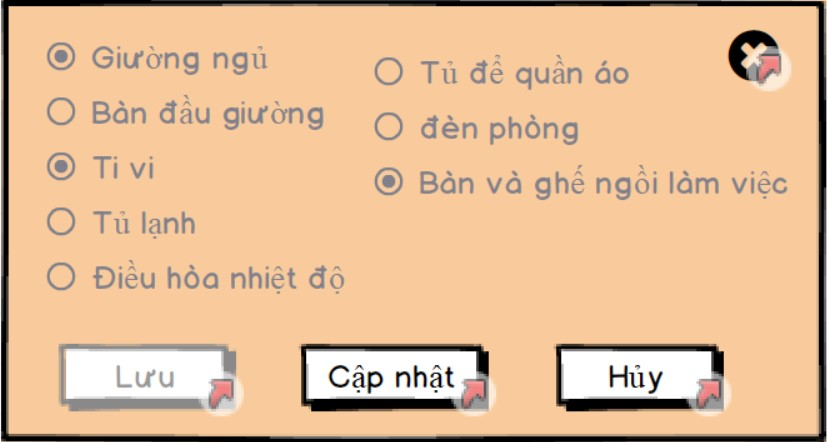 Giường ngủ
Bàn đầu giường
Ti vi
Tủ lạnh
Điều hòa nhiệt độ
Tủ để quần áo
đèn phòng
Bàn và ghế ngồi làm việc
Lưu
Cập nhật
Hủy